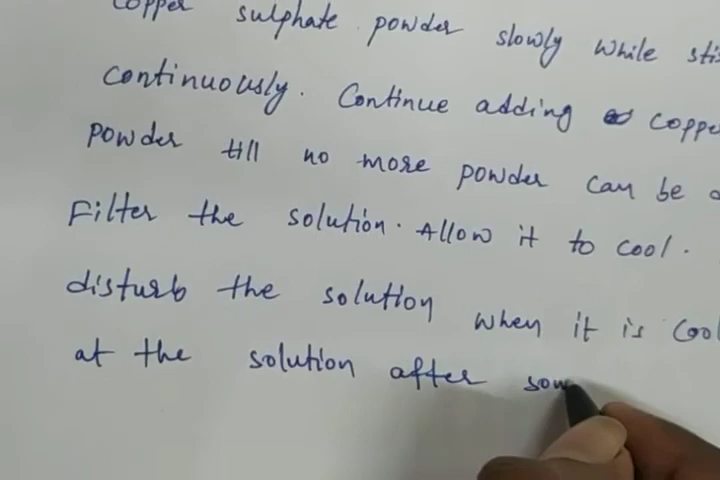 copper sulphate powder slowly while
continuously. Continue adding
powder till no more powder can be
Filter the solution. Allow it to cool.
disturb the solution when it is
at the solution after